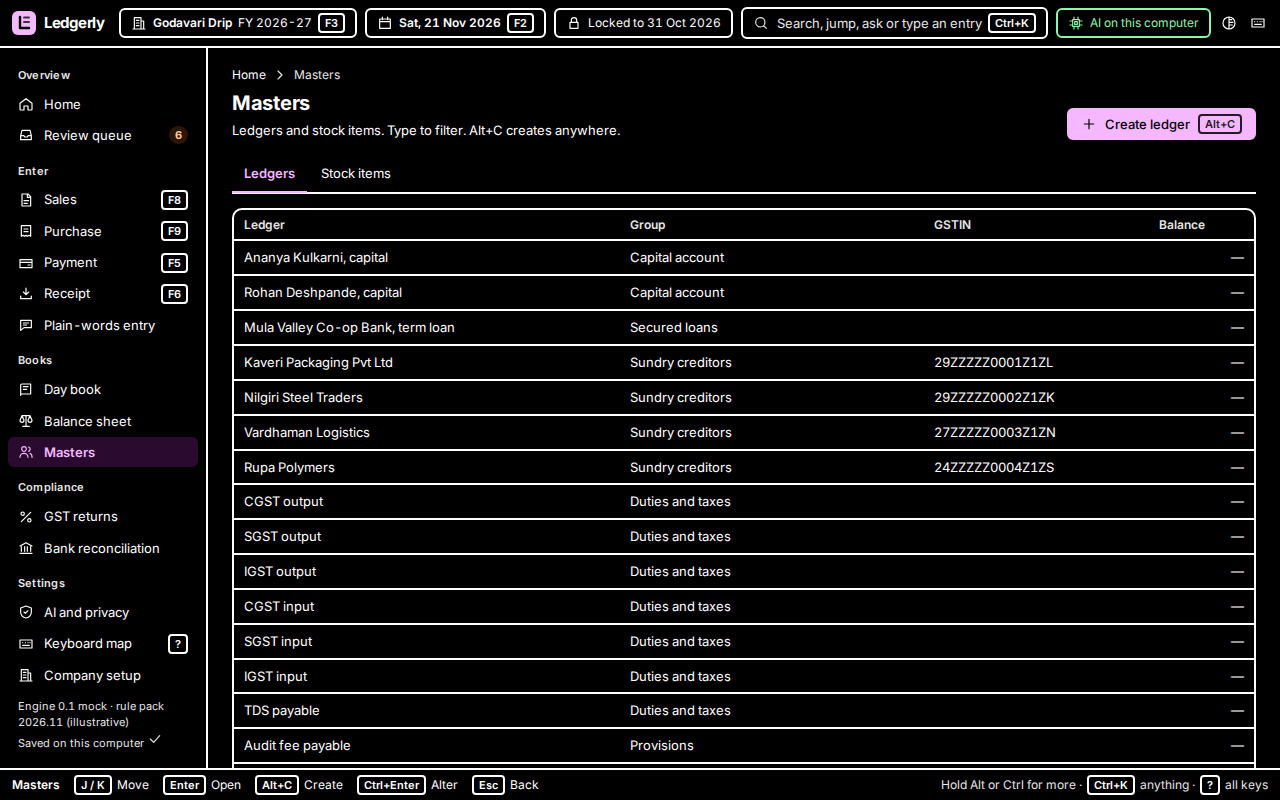 Ledgerly
Godavari Drip FY 2026-27 F3
Sat, 21 Nov 2026 F2
Locked to 31 Oct 2026
Search, jump, ask or type an entry Ctrl+K
AI on this computer
Overview
Home
Review queue 6
Enter
Sales F8
Purchase F9
Payment F5
Receipt F6
Plain-words entry
Books
Day book
Balance sheet
Masters
Compliance
GST returns
Bank reconciliation
Settings
AI and privacy
Keyboard map ?
Company setup
Engine 0.1 mock · rule pack
2026.11 (illustrative)
Saved on this computer
Home > Masters
Masters
Ledgers and stock items. Type to filter. Alt+C creates anywhere.
+ Create ledger Alt+C
Ledgers Stock items
Ledger Group GSTIN Balance
Ananya Kulkarni, capital Capital account —
Rohan Deshpande, capital Capital account —
Mula Valley Co-op Bank, term loan Secured loans —
Kaveri Packaging Pvt Ltd Sundry creditors 29ZZZZZ0001Z1ZL —
Nilgiri Steel Traders Sundry creditors 29ZZZZZ0002Z1ZK —
Vardhaman Logistics Sundry creditors 27ZZZZZ0003Z1ZN —
Rupa Polymers Sundry creditors 24ZZZZZ0004Z1ZS —
CGST output Duties and taxes —
SGST output Duties and taxes —
IGST output Duties and taxes —
CGST input Duties and taxes —
SGST input Duties and taxes —
IGST input Duties and taxes —
TDS payable Duties and taxes —
Audit fee payable Provisions —
Masters J / K Move Enter Open Alt+C Create Ctrl+Enter Alter Esc Back
Hold Alt or Ctrl for more · Ctrl+K anything · ? all keys